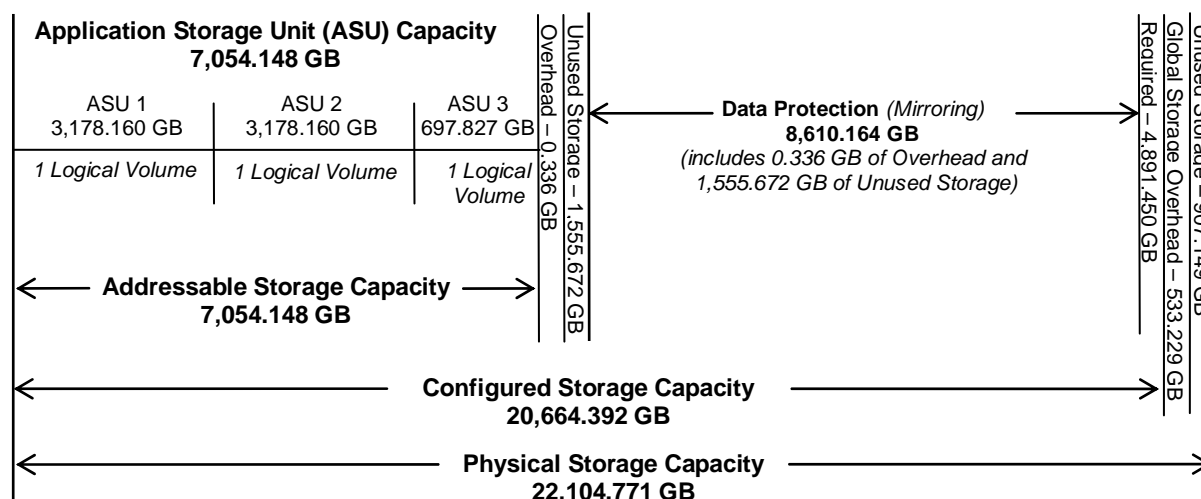 Application Storage Unit (ASU) Capacity
7,054.148 GB
ASU 1
3,178.160 GB
ASU 2
3,178.160 GB
ASU 3
697.827 GB
1 Logical Volume
1 Logical Volume
1 Logical
Volume
Overhead – 0.336 GB
Unused Storage – 1,555.672 GB
Data Protection (Mirroring)
8,610.164 GB
(includes 0.336 GB of Overhead and
1,555.672 GB of Unused Storage)
Required – 4.891.450 GB
Global Storage Overhead – 533.229 GB
Unused Storage – 907.149 GB
Addressable Storage Capacity
7,054.148 GB
Configured Storage Capacity
20,664.392 GB
Physical Storage Capacity
22,104.771 GB